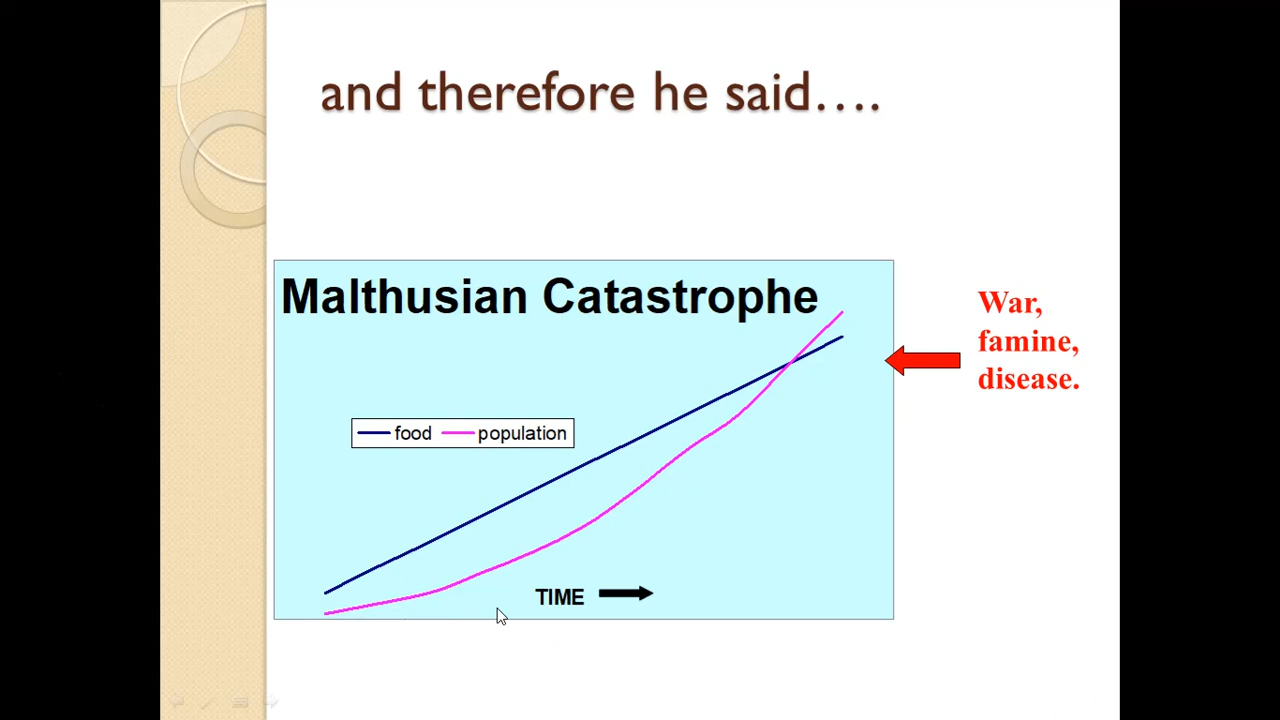 and therefore he said….
Malthusian Catastrophe
War,
famine,
disease.
food population
TIME